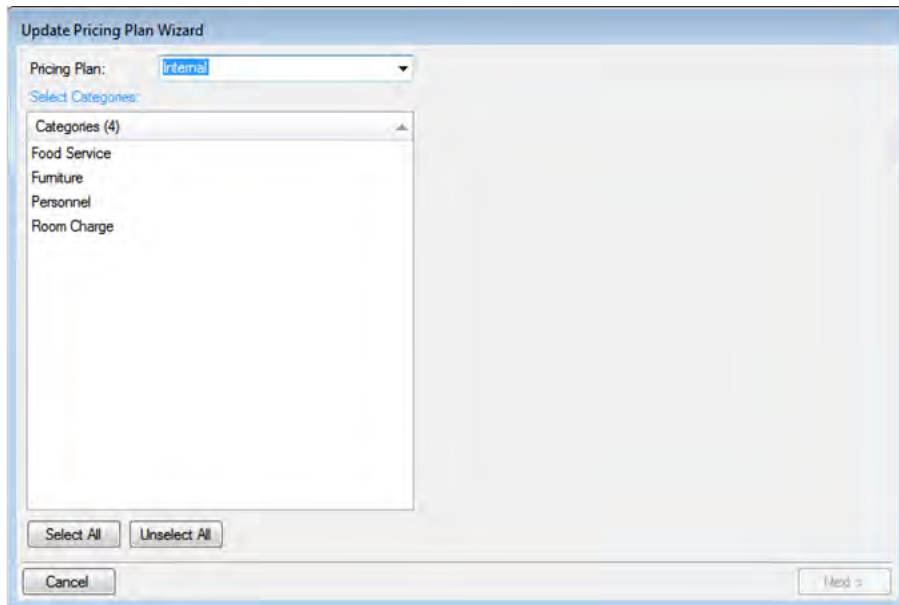 Update Pricing Plan Wizard
Pricing Plan: Internal
Select Categories:
Categories (4)
Food Service
Furniture
Personnel
Room Charge
Select All Unselect All
Cancel Next >